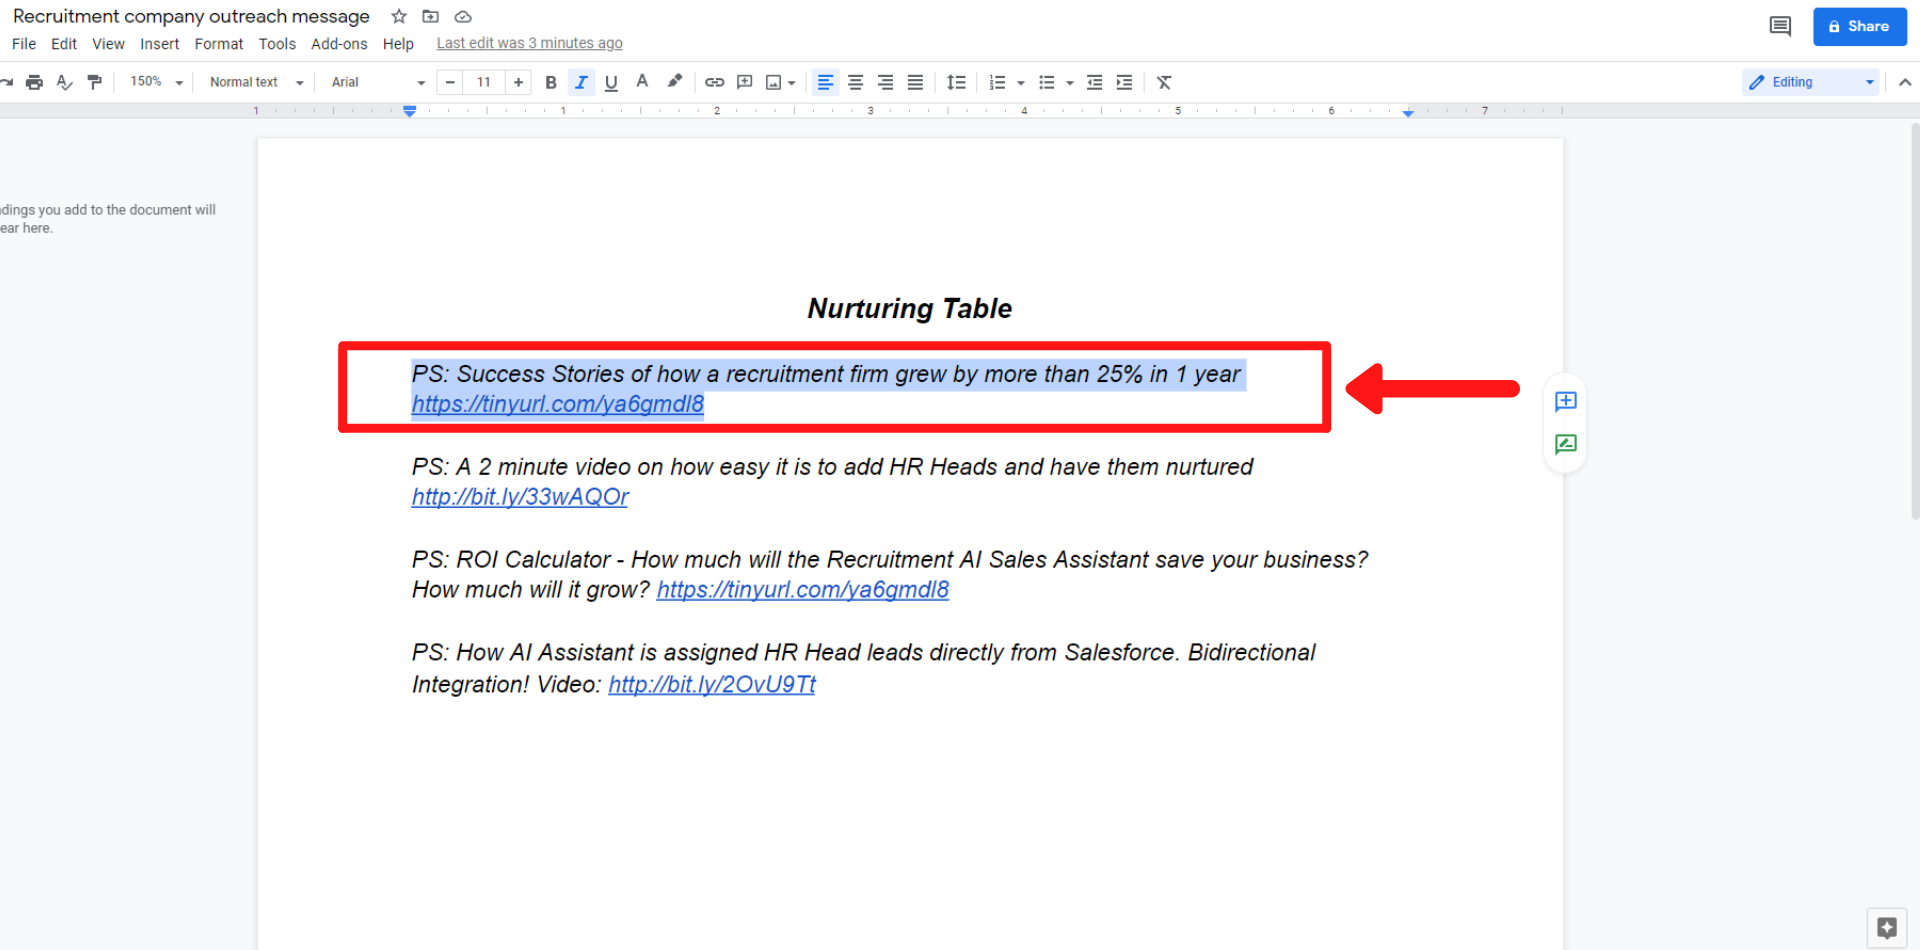 Recruitment company outreach message
File Edit View Insert Format Tools Add-ons Help Last edit was 3 minutes ago
Share
150% Normal text Arial − 11 + B I U A Editing
1 1 2 3 4 5 6 7
dings you add to the document will
ear here.
Nurturing Table
PS: Success Stories of how a recruitment firm grew by more than 25% in 1 year
https://tinyurl.com/ya6gmdl8
PS: A 2 minute video on how easy it is to add HR Heads and have them nurtured
http://bit.ly/33wAQOr
PS: ROI Calculator - How much will the Recruitment AI Sales Assistant save your business?
How much will it grow? https://tinyurl.com/ya6gmdl8
PS: How AI Assistant is assigned HR Head leads directly from Salesforce. Bidirectional
Integration! Video: http://bit.ly/2OvU9Tt